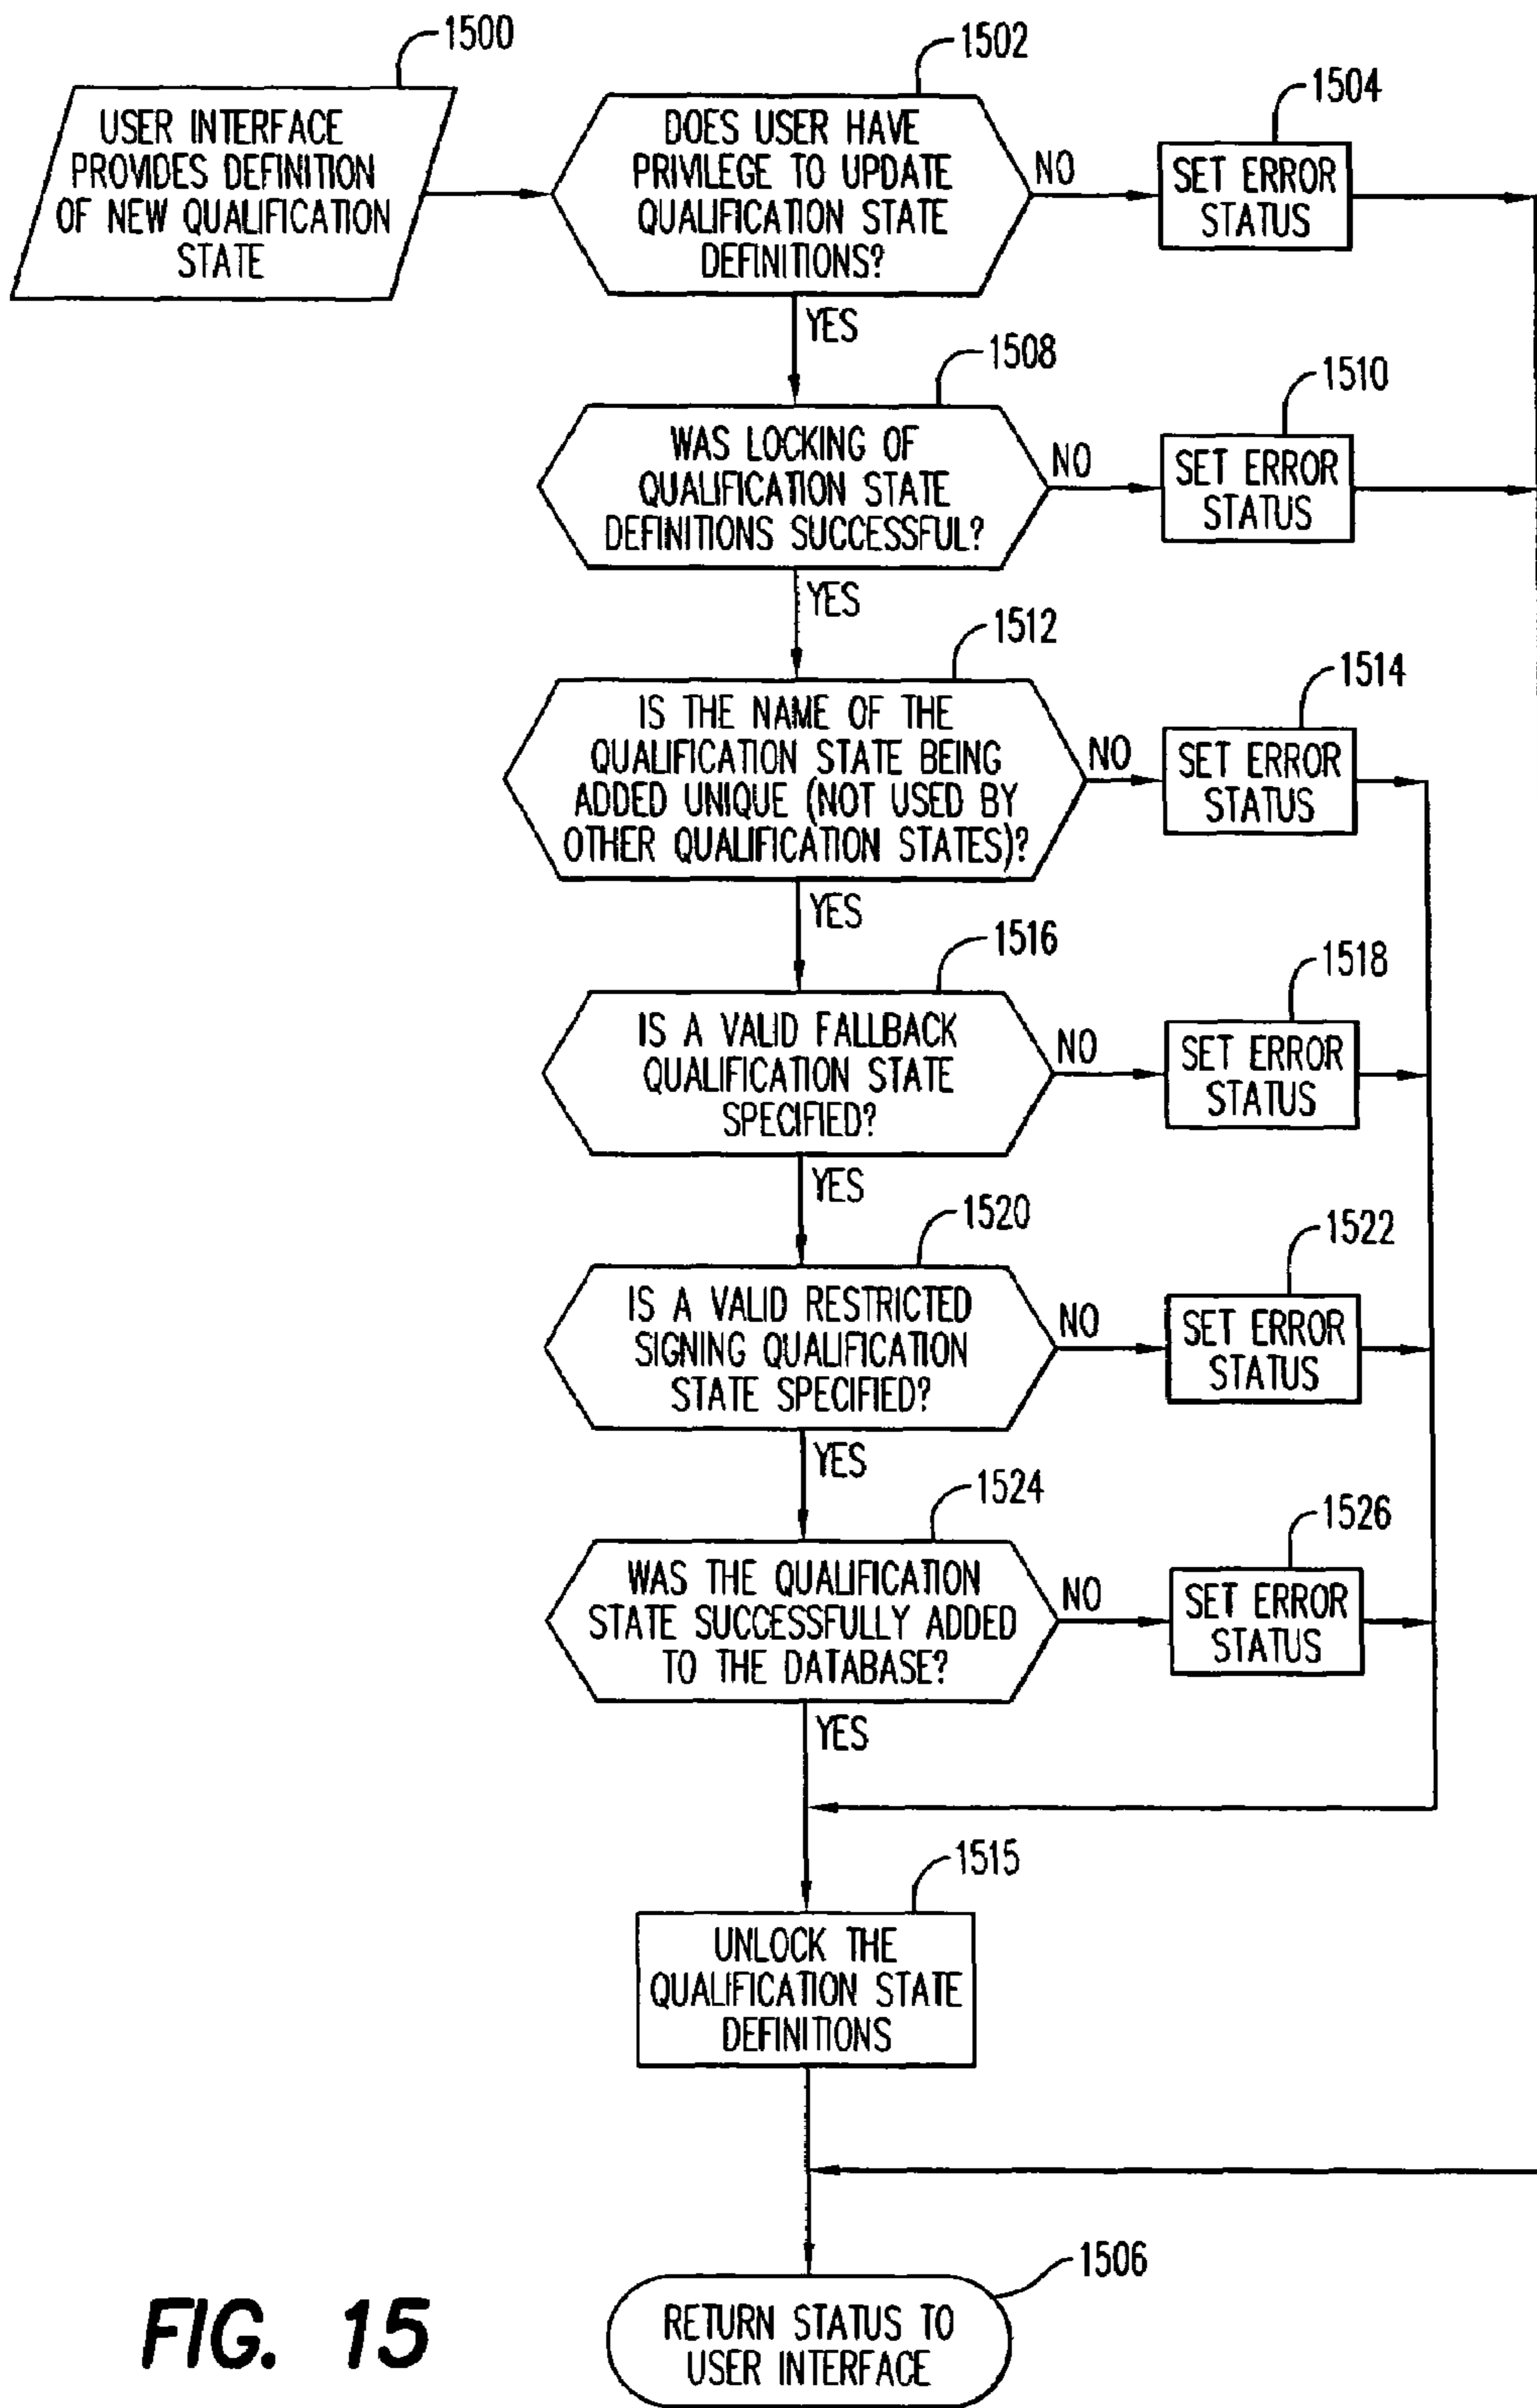 1500
USER INTERFACE
PROVIDES DEFINITION
OF NEW QUALIFICATION
STATE
1502
DOES USER HAVE
PRIVILEGE TO UPDATE
QUALIFICATION STATE
DEFINITIONS?
NO
1504
SET ERROR
STATUS
YES
1508
WAS LOCKING OF
QUALIFICATION STATE
DEFINITIONS SUCCESSFUL?
NO
1510
SET ERROR
STATUS
YES
1512
IS THE NAME OF THE
QUALIFICATION STATE BEING
ADDED UNIQUE (NOT USED BY
OTHER QUALIFICATION STATES)?
NO
1514
SET ERROR
STATUS
YES
1516
IS A VALID FALLBACK
QUALIFICATION STATE
SPECIFIED?
NO
1518
SET ERROR
STATUS
YES
1520
IS A VALID RESTRICTED
SIGNING QUALIFICATION
STATE SPECIFIED?
NO
1522
SET ERROR
STATUS
YES
1524
WAS THE QUALIFICATION
STATE SUCCESSFULLY ADDED
TO THE DATABASE?
NO
1526
SET ERROR
STATUS
YES
1515
UNLOCK THE
QUALIFICATION STATE
DEFINITIONS
1506
RETURN STATUS TO
USER INTERFACE
FIG. 15